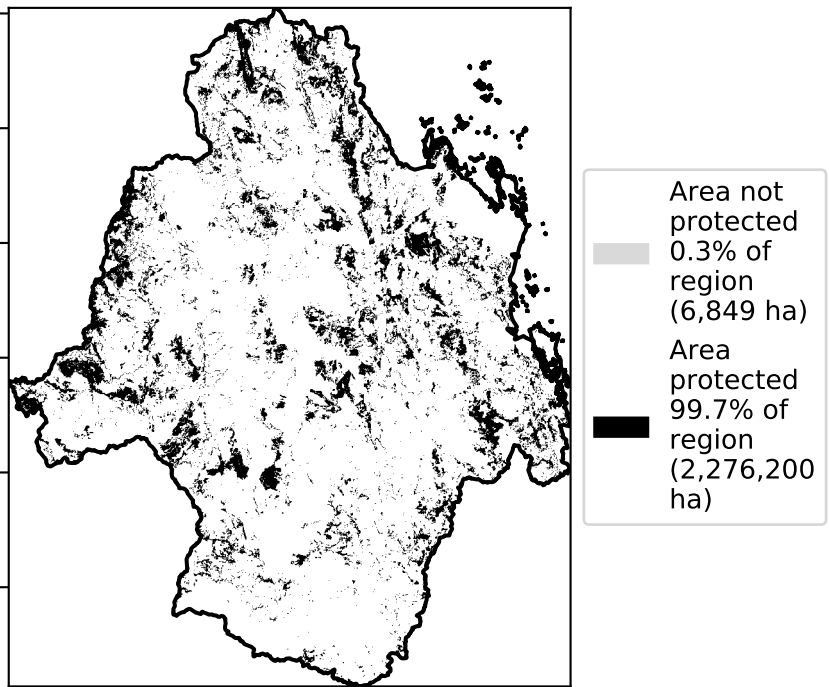 Area not
protected
0.3% of
region
(6,849 ha)
Area
protected
99.7% of
region
(2,276,200
ha)